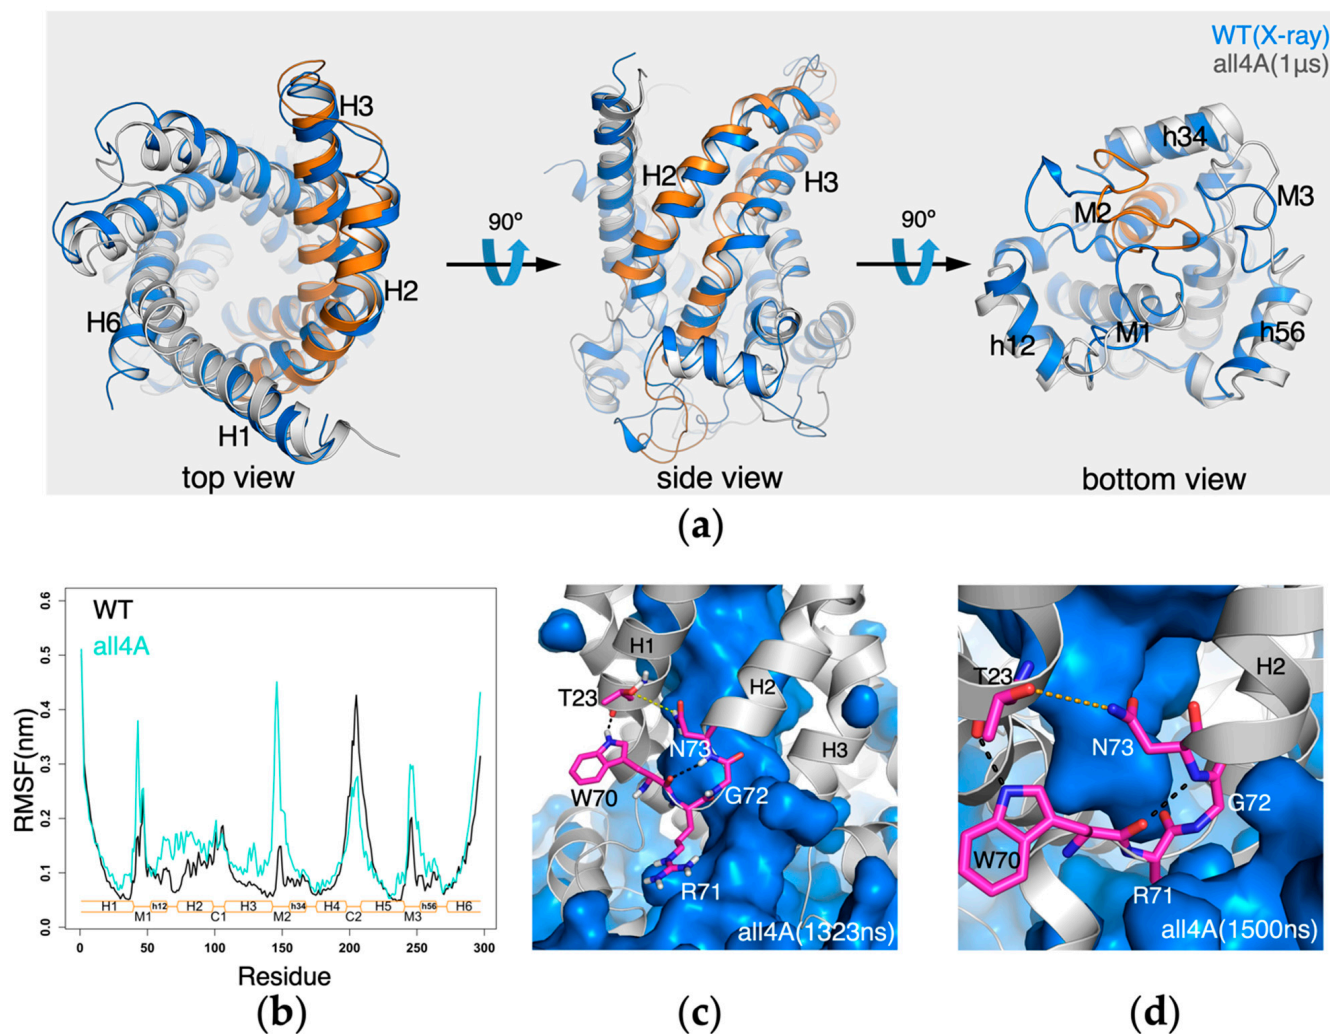 WT(X-ray)
all4A(1µs)
H3
H2
H6
H1
top view
90º
H2
H3
side view
90º
h34
M2
M3
M1
h12
h56
bottom view
(a)
WT
all4A
RMSF(nm)
0.6
0.5
0.4
0.3
0.2
0.1
0.0
H1 h12 H2 H3 h34 H4 H5 h56 H6
M1 C1 M2 C2 M3
0 50 100 150 200 250 300
Residue
(b)
H1
T23
H2
N73
H3
W70
G72
R71
all4A(1323ns)
(c)
T23
H2
N73
G72
W70
R71
all4A(1500ns)
(d)